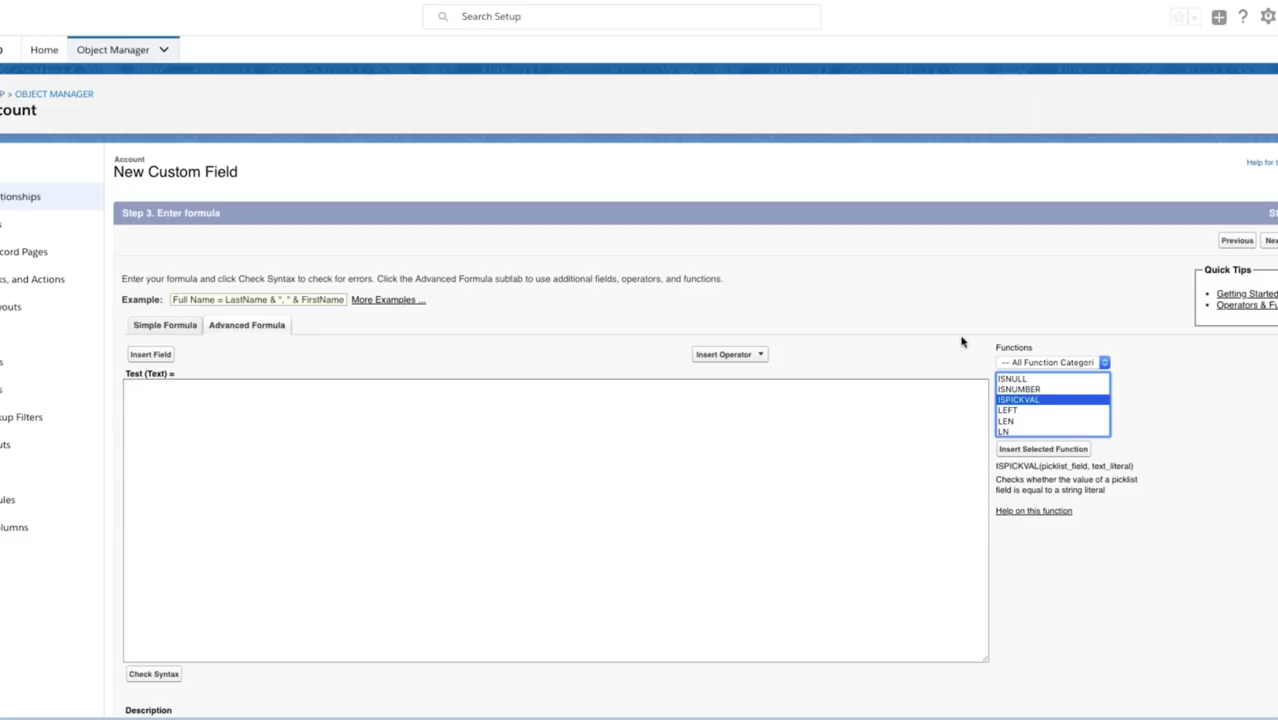 Search Setup
Home
Object Manager
P > OBJECT MANAGER
count
Account
New Custom Field
Help for t
tionships
Step 3. Enter formula
s
Previous
Nex
cord Pages
Enter your formula and click Check Syntax to check for errors. Click the Advanced Formula subtab to use additional fields, operators, and functions.
Quick Tips
ks, and Actions
Getting Started
Example: Full Name = LastName & ", " & FirstName More Examples ...
Operators & Fu
youts
Simple Formula
Advanced Formula
Functions
Insert Field
Insert Operator
-- All Function Categori
s
Test (Text) =
ISNULL
ISNUMBER
s
ISPICKVAL
LEFT
kup Filters
LEN
LN
uts
Insert Selected Function
ISPICKVAL(picklist_field, text_literal)
Checks whether the value of a picklist
field is equal to a string literal
ules
Help on this function
olumns
Check Syntax
Description